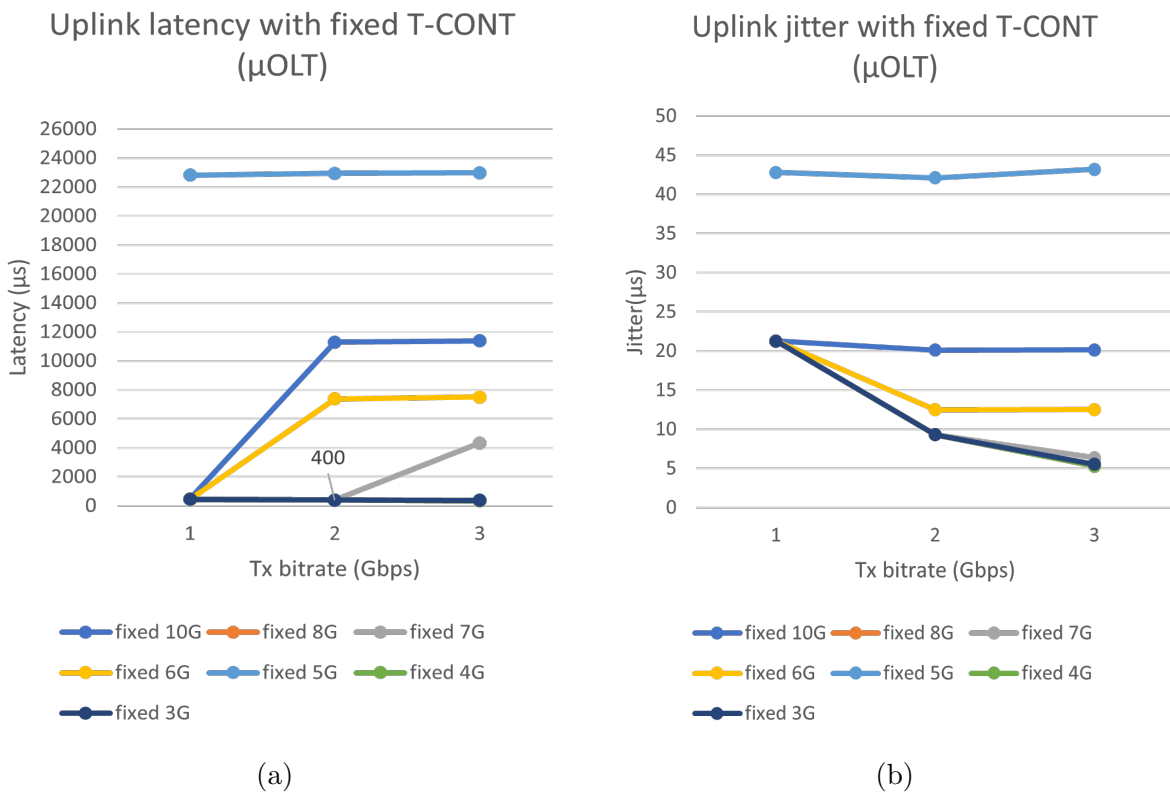 Uplink latency with fixed T-CONT
(µOLT)
26000
24000
22000
20000
18000
16000
14000
12000
10000
8000
6000
4000
2000
0
Latency (µs)
400
1 2 3
Tx bitrate (Gbps)
fixed 10G fixed 8G fixed 7G
fixed 6G fixed 5G fixed 4G
fixed 3G
(a)
Uplink jitter with fixed T-CONT
(µOLT)
50
45
40
35
30
25
20
15
10
5
0
Jitter(µs)
1 2 3
Tx bitrate (Gbps)
fixed 10G fixed 8G fixed 7G
fixed 6G fixed 5G fixed 4G
fixed 3G
(b)